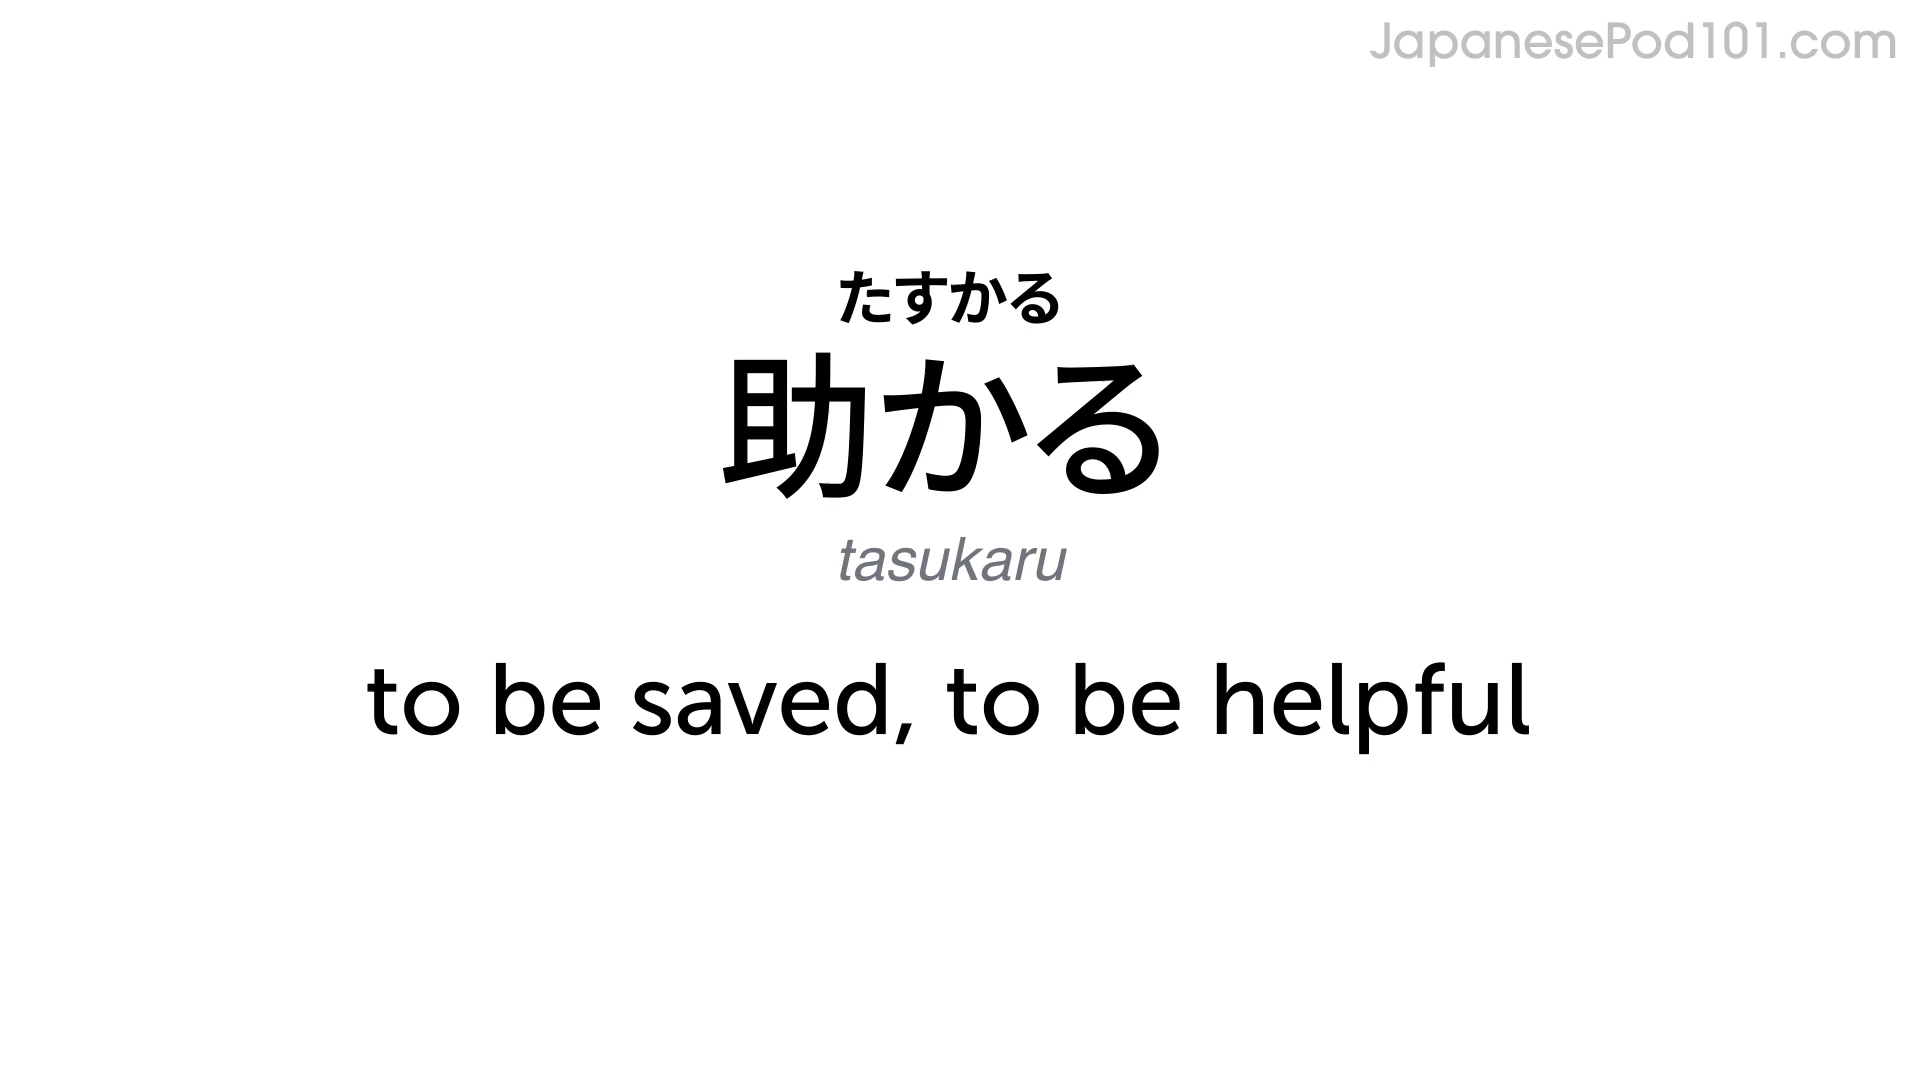 JapanesePod101.com
たすかる
助かる
tasukaru
to be saved, to be helpful